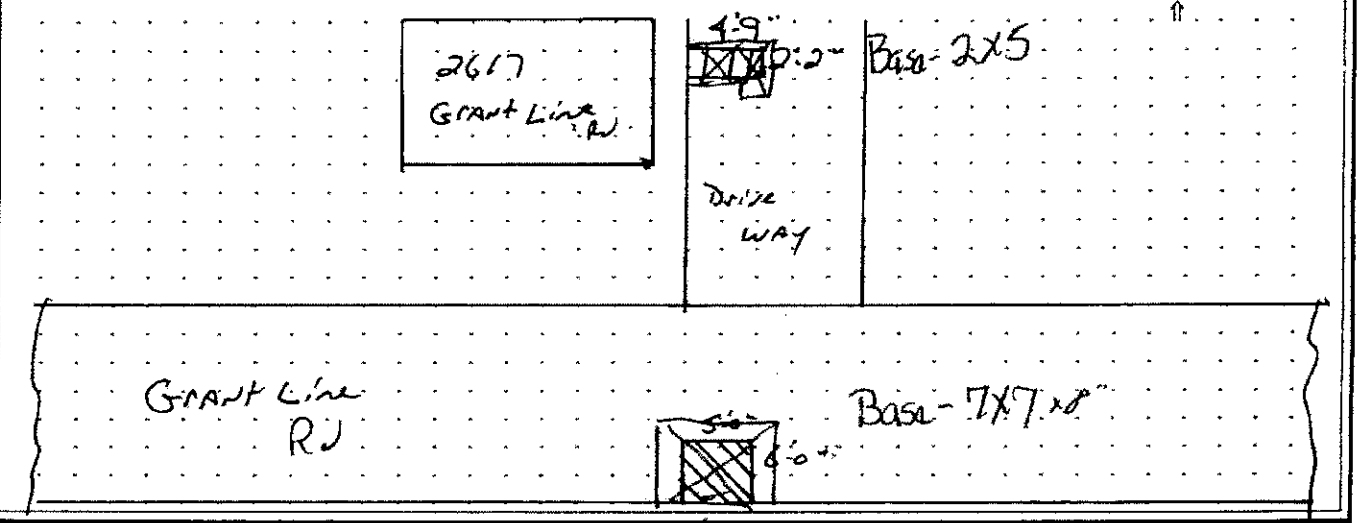 4'-9"
2'-2"
Base- 2X5
2617
Grant Line
Rd.
Drive
WAY
Grant Line
Rd
Base- 7X7x8"
5'-0"
6'-0"